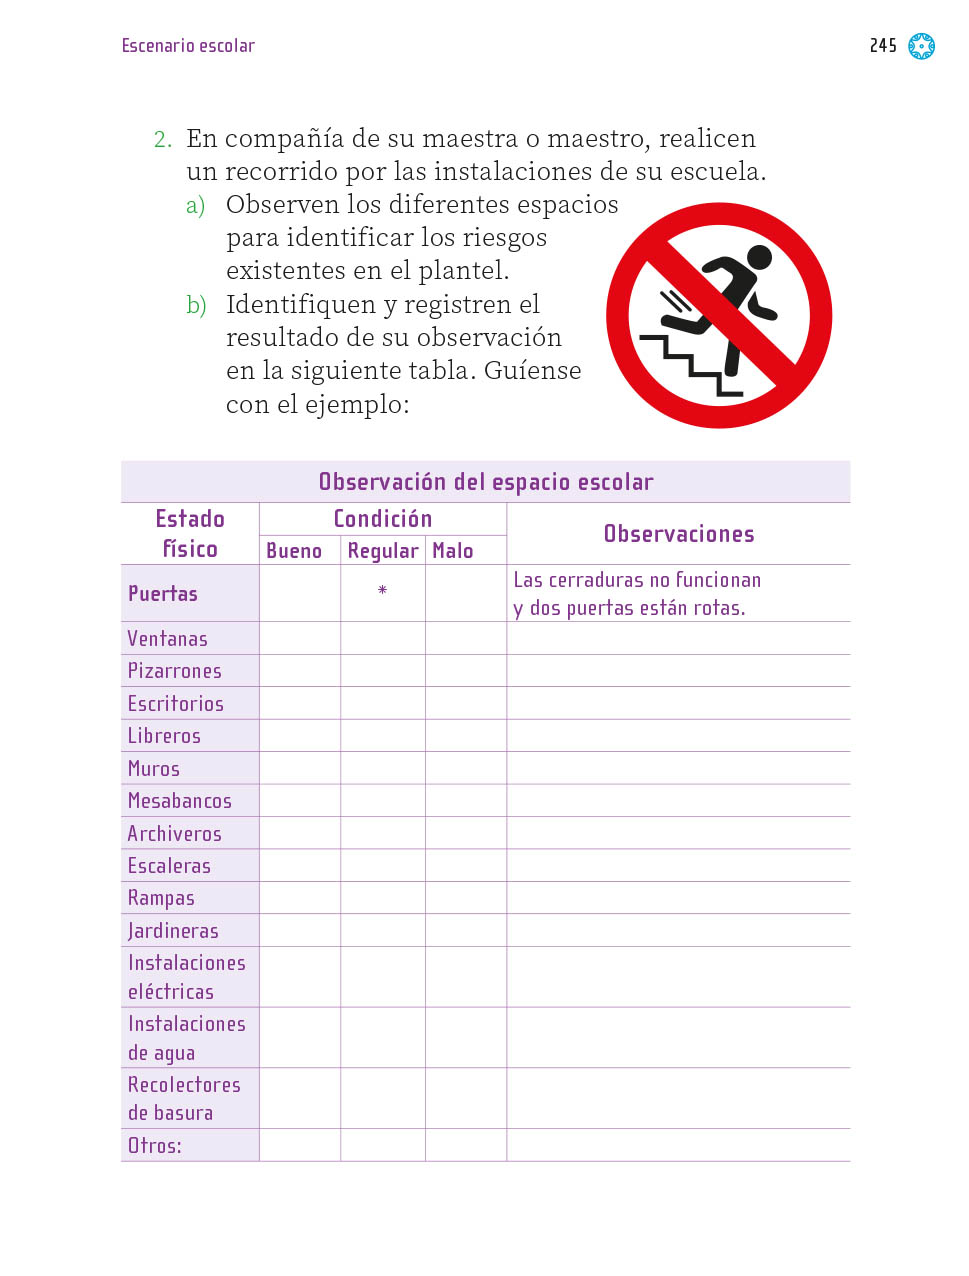 Escenario escolar
245
2. En compañía de su maestra o maestro, realicen
un recorrido por las instalaciones de su escuela.
a) Observen los diferentes espacios
para identificar los riesgos
existentes en el plantel.
b) Identifiquen y registren el
resultado de su observación
en la siguiente tabla. Guíense
con el ejemplo:
Observación del espacio escolar
Estado
físico
Condición
Observaciones
Bueno
Regular
Malo
Puertas
*
Las cerraduras no funcionan
y dos puertas están rotas.
Ventanas
Pizarrones
Escritorios
Libreros
Muros
Mesabancos
Archiveros
Escaleras
Rampas
Jardineras
Instalaciones
eléctricas
Instalaciones
de agua
Recolectores
de basura
Otros: